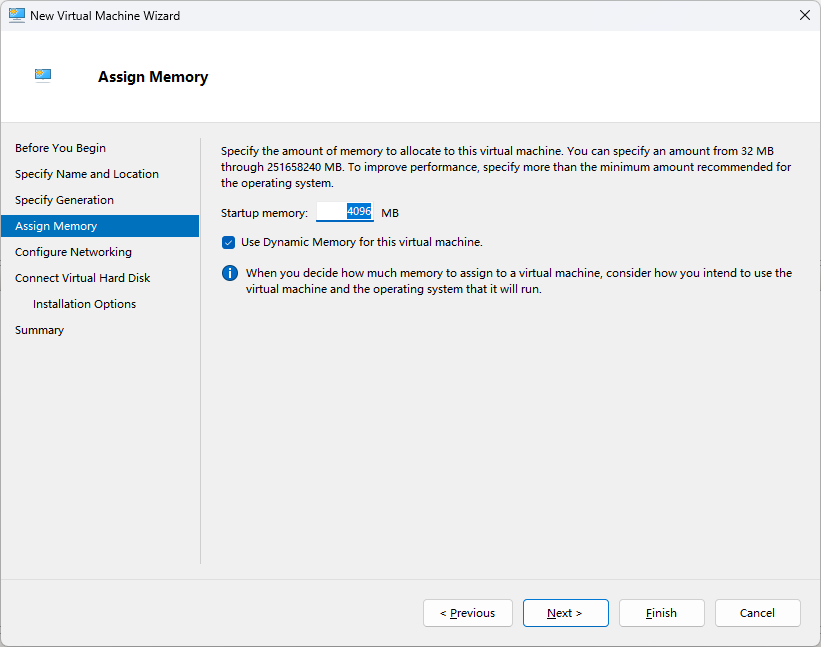 New Virtual Machine Wizard
Assign Memory
Before You Begin
Specify Name and Location
Specify Generation
Assign Memory
Configure Networking
Connect Virtual Hard Disk
Installation Options
Summary
Specify the amount of memory to allocate to this virtual machine. You can specify an amount from 32 MB
through 251658240 MB. To improve performance, specify more than the minimum amount recommended for
the operating system.
Startup memory: 4096 MB
Use Dynamic Memory for this virtual machine.
When you decide how much memory to assign to a virtual machine, consider how you intend to use the
virtual machine and the operating system that it will run.
< Previous Next > Finish Cancel